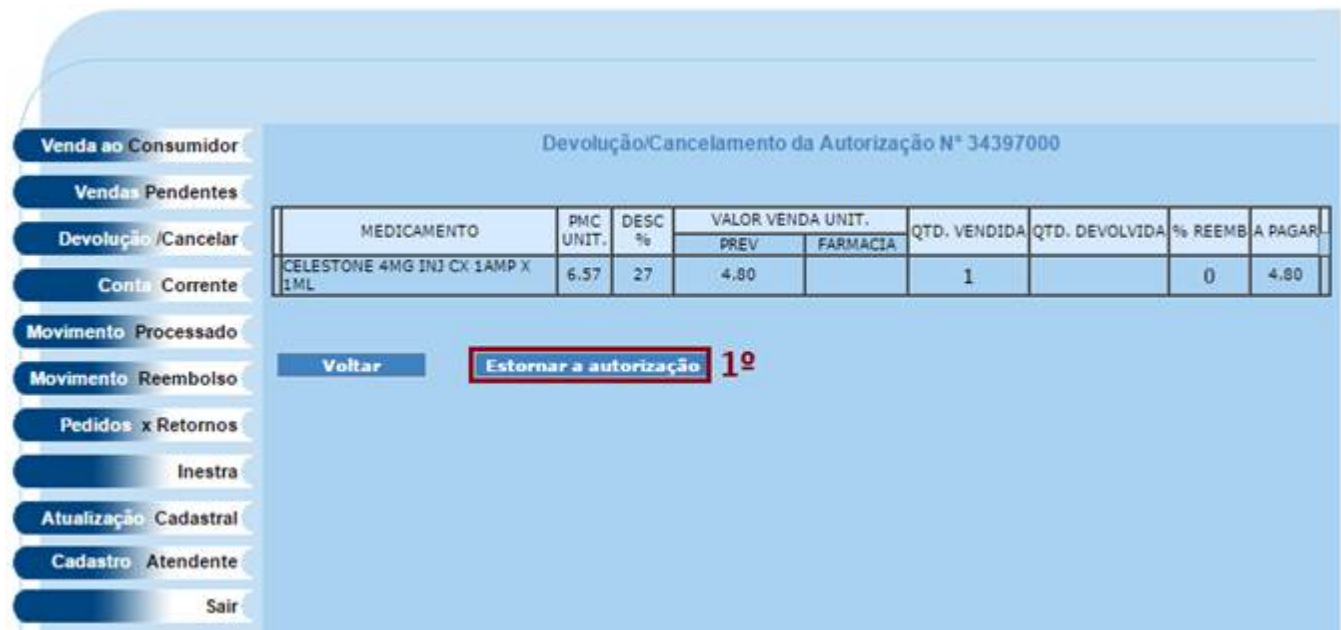 Devolução/Cancelamento da Autorização Nº 34397000
Venda ao Consumidor
Vendas Pendentes
Devolução /Cancelar
Conta Corrente
Movimento Processado
Movimento Reembolso
Pedidos x Retornos
Inestra
Atualização Cadastral
Cadastro Atendente
Sair
MEDICAMENTO PMC UNIT. DESC % VALOR VENDA UNIT. QTD. VENDIDA QTD. DEVOLVIDA % REEMB A PAGAR
PREV FARMACIA
CELESTONE 4MG INJ CX 1AMP X 1ML 6.57 27 4.80 1 0 4.80
Voltar Estornar a autorização 1º